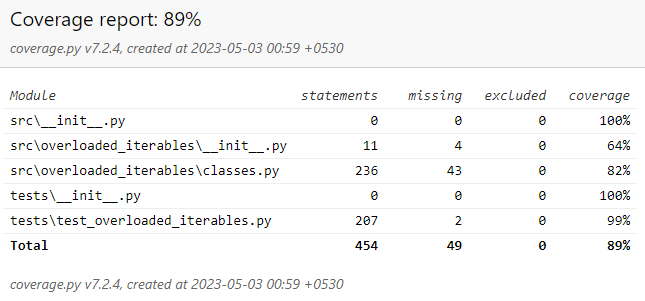 Coverage report: 89%
coverage.py v7.2.4, created at 2023-05-03 00:59 +0530
Module statements missing excluded coverage
src\__init__.py 0 0 0 100%
src\overloaded_iterables\__init__.py 11 4 0 64%
src\overloaded_iterables\classes.py 236 43 0 82%
tests\__init__.py 0 0 0 100%
tests\test_overloaded_iterables.py 207 2 0 99%
Total 454 49 0 89%
coverage.py v7.2.4, created at 2023-05-03 00:59 +0530